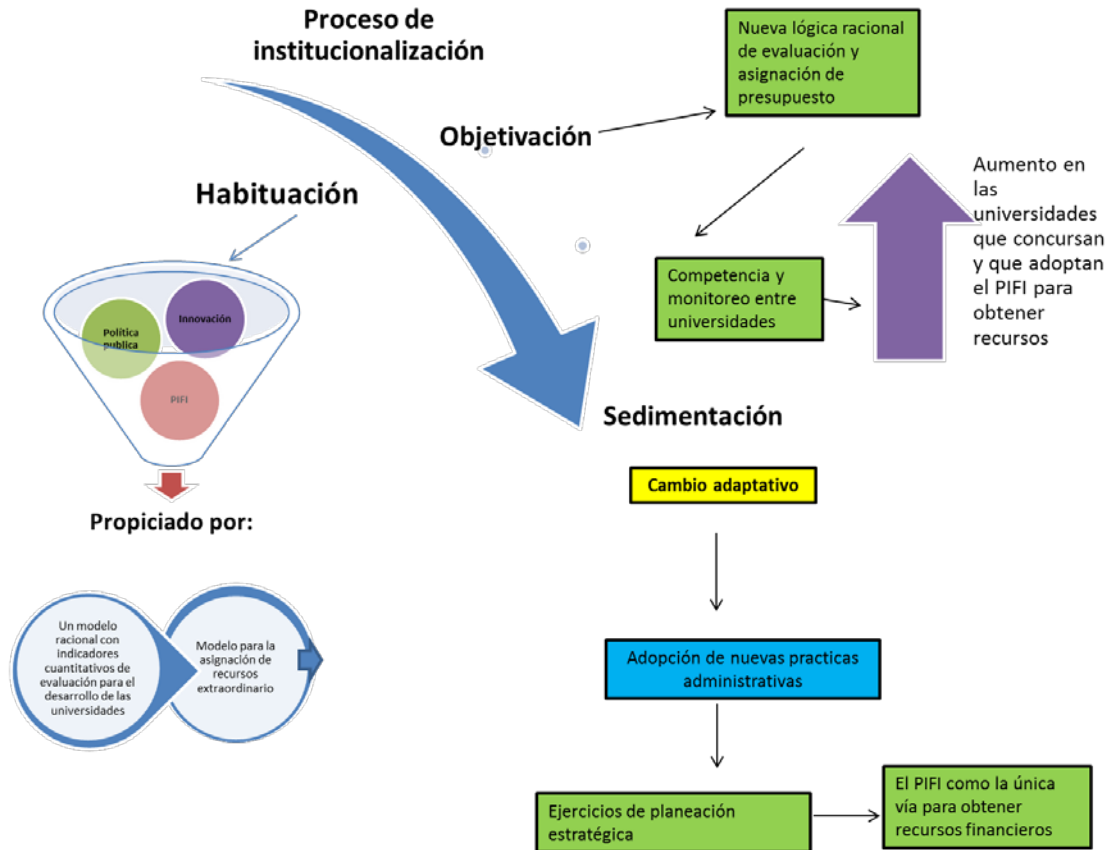 Proceso de
institucionalización
Nueva lógica racional
de evaluación y
asignación de
presupuesto
Objetivación
Habituación
Aumento en
las
universidades
que concursan
y que adoptan
el PIFI para
obtener
recursos
Competencia y
monitoreo entre
universidades
Innovación
Política
publica
PIFI
Sedimentación
Cambio adaptativo
Propiciado por:
Un modelo
racional con
indicadores
cuantitativos de
evaluación para el
desarrollo de las
universidades
Modelo para la
asignación de
recursos
extraordinario
Adopción de nuevas practicas
administrativas
Ejercicios de planeación
estratégica
El PIFI como la única
vía para obtener
recursos financieros